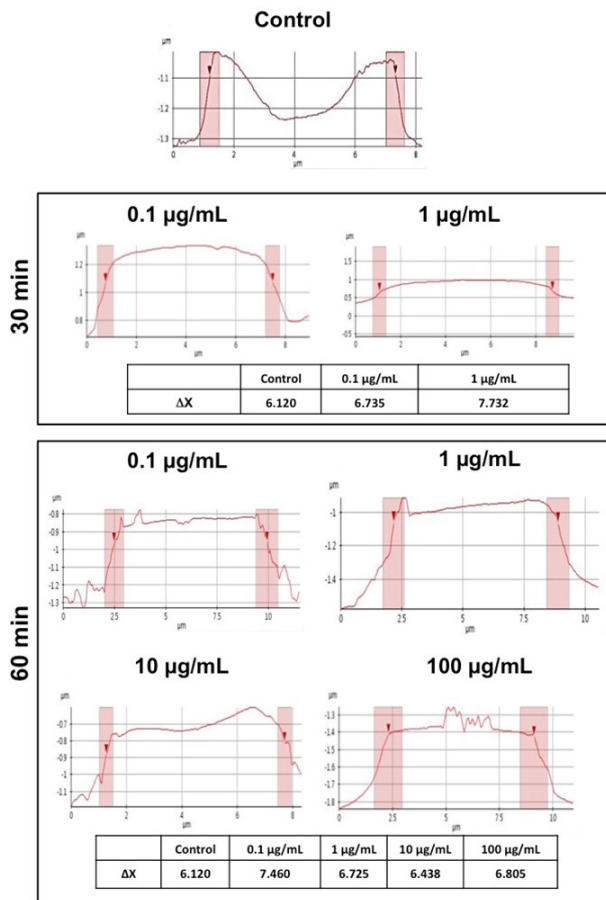 Control
µm
-1.1
-1.2
-1.3
0 2 4 6 8
µm
30 min
0.1 µg/mL 1 µg/mL
µm µm
1.2
1
0.8
0 2 4 6 8
µm
1.5
1
0.5
0
-0.5
0 2 4 6 8
µm
Control 0.1 µg/mL 1 µg/mL
ΔX 6.120 6.735 7.732
60 min
0.1 µg/mL 1 µg/mL
µm µm
-0.8
-0.9
-1
-1.1
-1.2
-1.3
0 2.5 5 7.5 10
µm
-1
-1.2
-1.4
0 2.5 5 7.5 10
µm
10 µg/mL 100 µg/mL
µm µm
-0.7
-0.8
-0.9
-1
-1.1
0 2 4 6 8
µm
-1.3
-1.4
-1.5
-1.6
-1.7
-1.8
0 2.5 5 7.5 10
µm
Control 0.1 µg/mL 1 µg/mL 10 µg/mL 100 µg/mL
ΔX 6.120 7.460 6.725 6.438 6.805